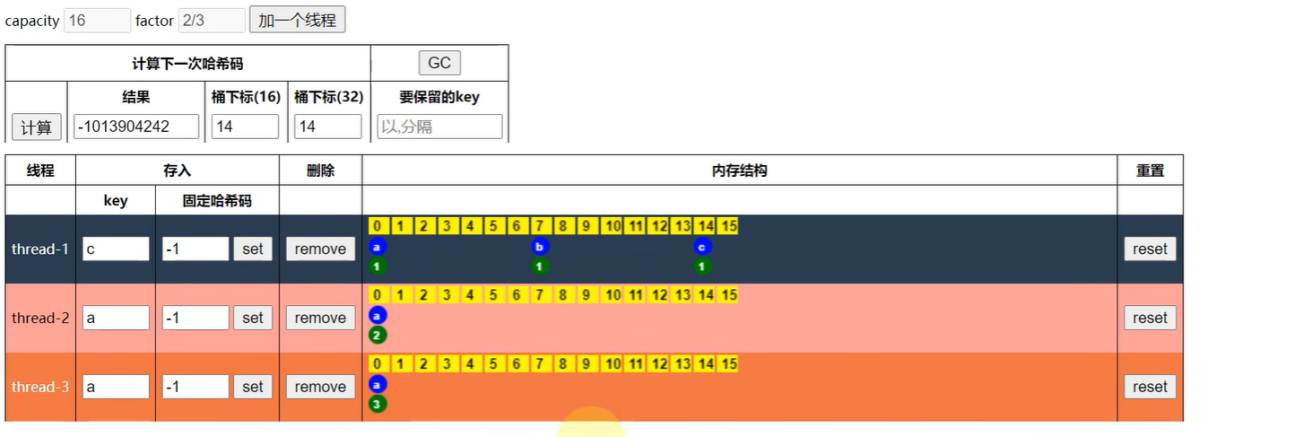 capacity 16 factor 2/3 加一个线程
计算下一次哈希码 GC
结果 桶下标(16) 桶下标(32) 要保留的key
计算 -1013904242 14 14 以,分隔
线程 存入 删除 内存结构 重置
key 固定哈希码
0 1 2 3 4 5 6 7 8 9 10 11 12 13 14 15
thread-1 c -1 set remove a b c reset
1 1 1
0 1 2 3 4 5 6 7 8 9 10 11 12 13 14 15
thread-2 a -1 set remove a reset
2
0 1 2 3 4 5 6 7 8 9 10 11 12 13 14 15
thread-3 a -1 set remove a reset
3